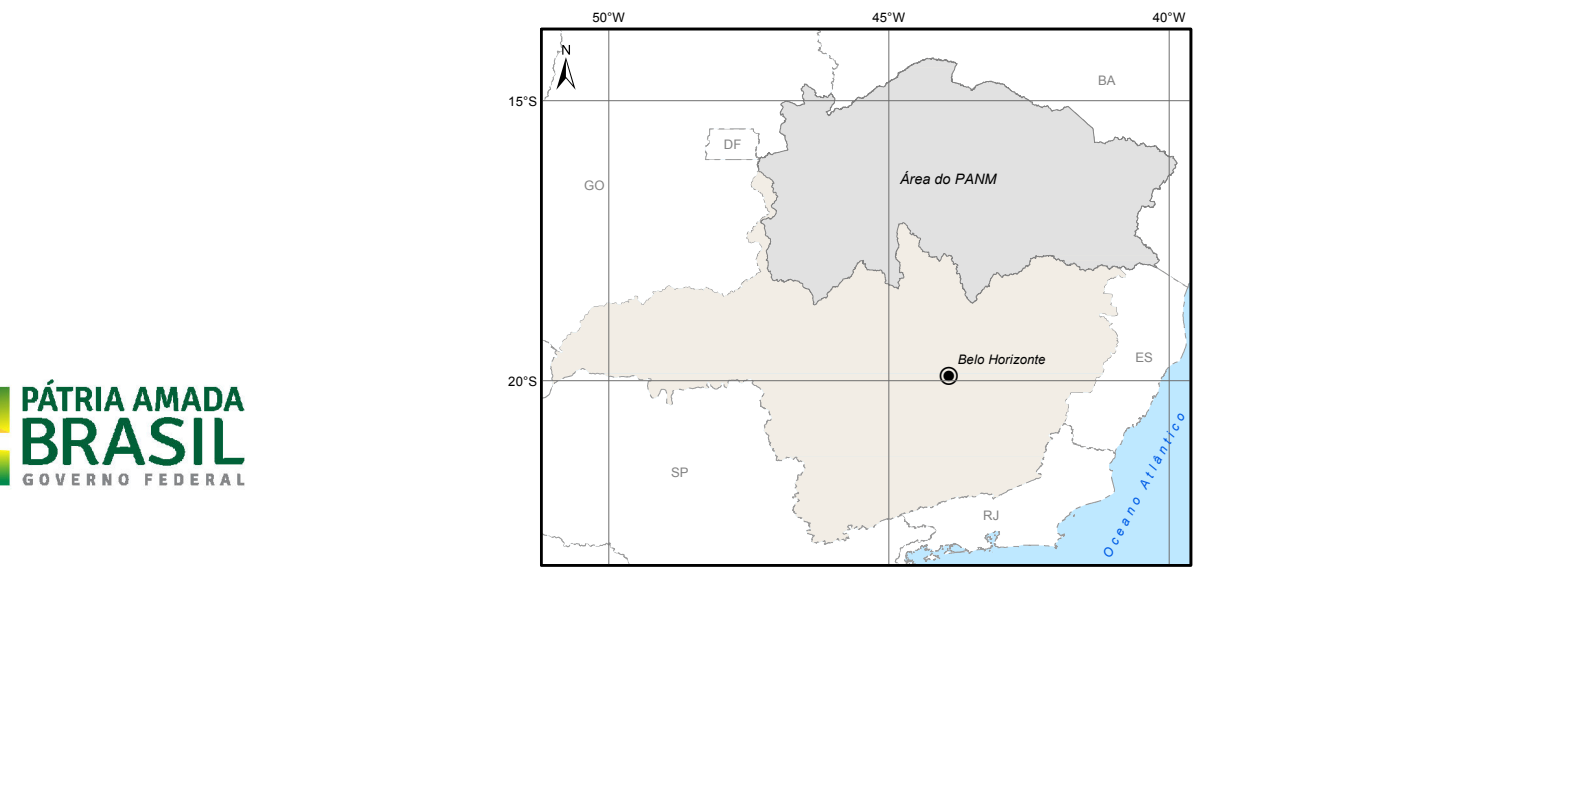 50°W
45°W
40°W
N
BA
15°S
DF
Área do PANM
GO
Belo Horizonte
ES
20°S
PÁTRIA AMADA
BRASIL
GOVERNO FEDERAL
Oceano Atlântico
SP
RJ